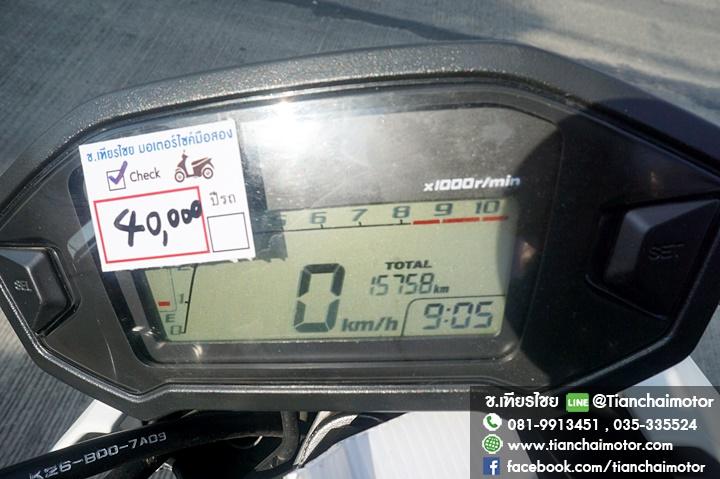 ช.เทียรไชย มอเตอร์ไซค์มือสอง
Check
ปีรถ
40,000
x1000r/min
5 6 7 8 9 10
TOTAL
15758km
0 km/h
9:05
E
1
0
SEL
SET
K26-B00-7A09
ช.เทียรไชย LINE @Tianchaimotor
081-9913451 , 035-335524
www.tianchaimotor.com
f facebook.com/tianchaimotor